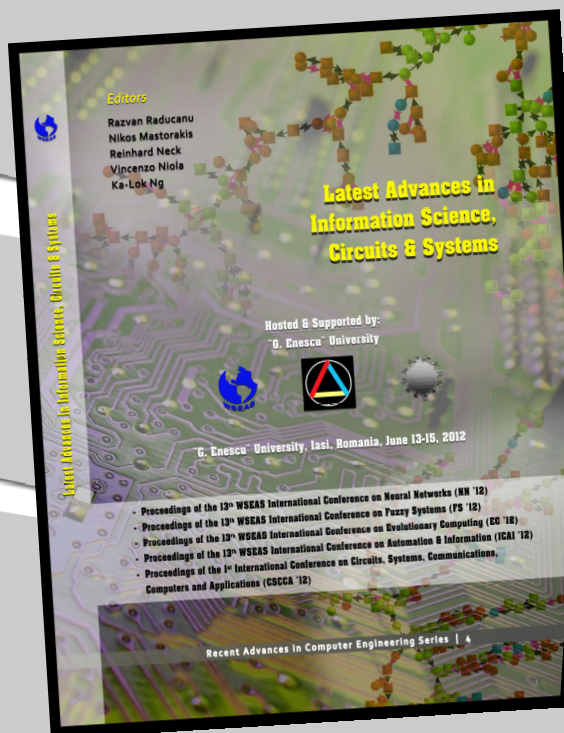 Editors
Razvan Raducanu
Nikos Mastorakis
Reinhard Neck
Vincenzo Niola
Ka-Lok Ng
Latest Advances in
Information Science,
Circuits & Systems
Hosted & Supported by:
"G. Enescu" University
WSEAS
"G. Enescu" University, Iasi, Romania, June 13-15, 2012
- Proceedings of the 13th WSEAS International Conference on Neural Networks (NN '12)
- Proceedings of the 13th WSEAS International Conference on Fuzzy Systems (FS '12)
- Proceedings of the 13th WSEAS International Conference on Evolutionary Computing (EC '12)
- Proceedings of the 13th WSEAS International Conference on Automation & Information (ICAI '12)
- Proceedings of the 1st International Conference on Circuits, Systems, Communications,
Computers and Applications (CSCCA '12)
Recent Advances in Computer Engineering Series | 4
WSEAS
Latest Advances in Information Science, Circuits & Systems